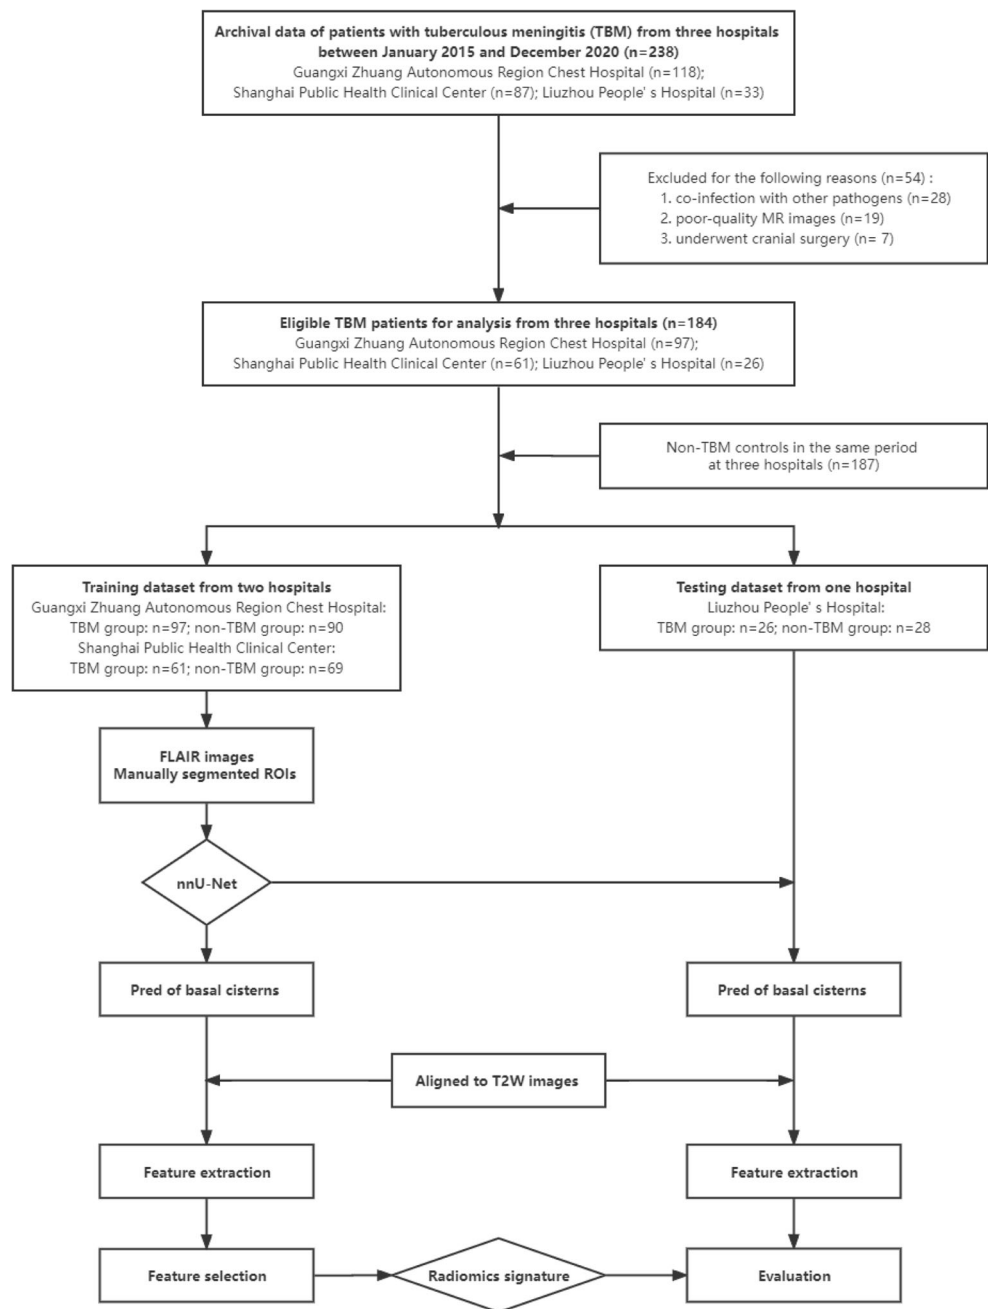 Archival data of patients with tuberculous meningitis (TBM) from three hospitals
between January 2015 and December 2020 (n=238)
Guangxi Zhuang Autonomous Region Chest Hospital (n=118);
Shanghai Public Health Clinical Center (n=87); Liuzhou People' s Hospital (n=33)
Excluded for the following reasons (n=54) :
1. co-infection with other pathogens (n=28)
2. poor-quality MR images (n=19)
3. underwent cranial surgery (n= 7)
Eligible TBM patients for analysis from three hospitals (n=184)
Guangxi Zhuang Autonomous Region Chest Hospital (n=97);
Shanghai Public Health Clinical Center (n=61); Liuzhou People' s Hospital (n=26)
Non-TBM controls in the same period
at three hospitals (n=187)
Training dataset from two hospitals
Guangxi Zhuang Autonomous Region Chest Hospital:
TBM group: n=97; non-TBM group: n=90
Shanghai Public Health Clinical Center:
TBM group: n=61; non-TBM group: n=69
Testing dataset from one hospital
Liuzhou People' s Hospital:
TBM group: n=26; non-TBM group: n=28
FLAIR images
Manually segmented ROIs
nnU-Net
Pred of basal cisterns
Pred of basal cisterns
Aligned to T2W images
Feature extraction
Feature extraction
Feature selection
Radiomics signature
Evaluation